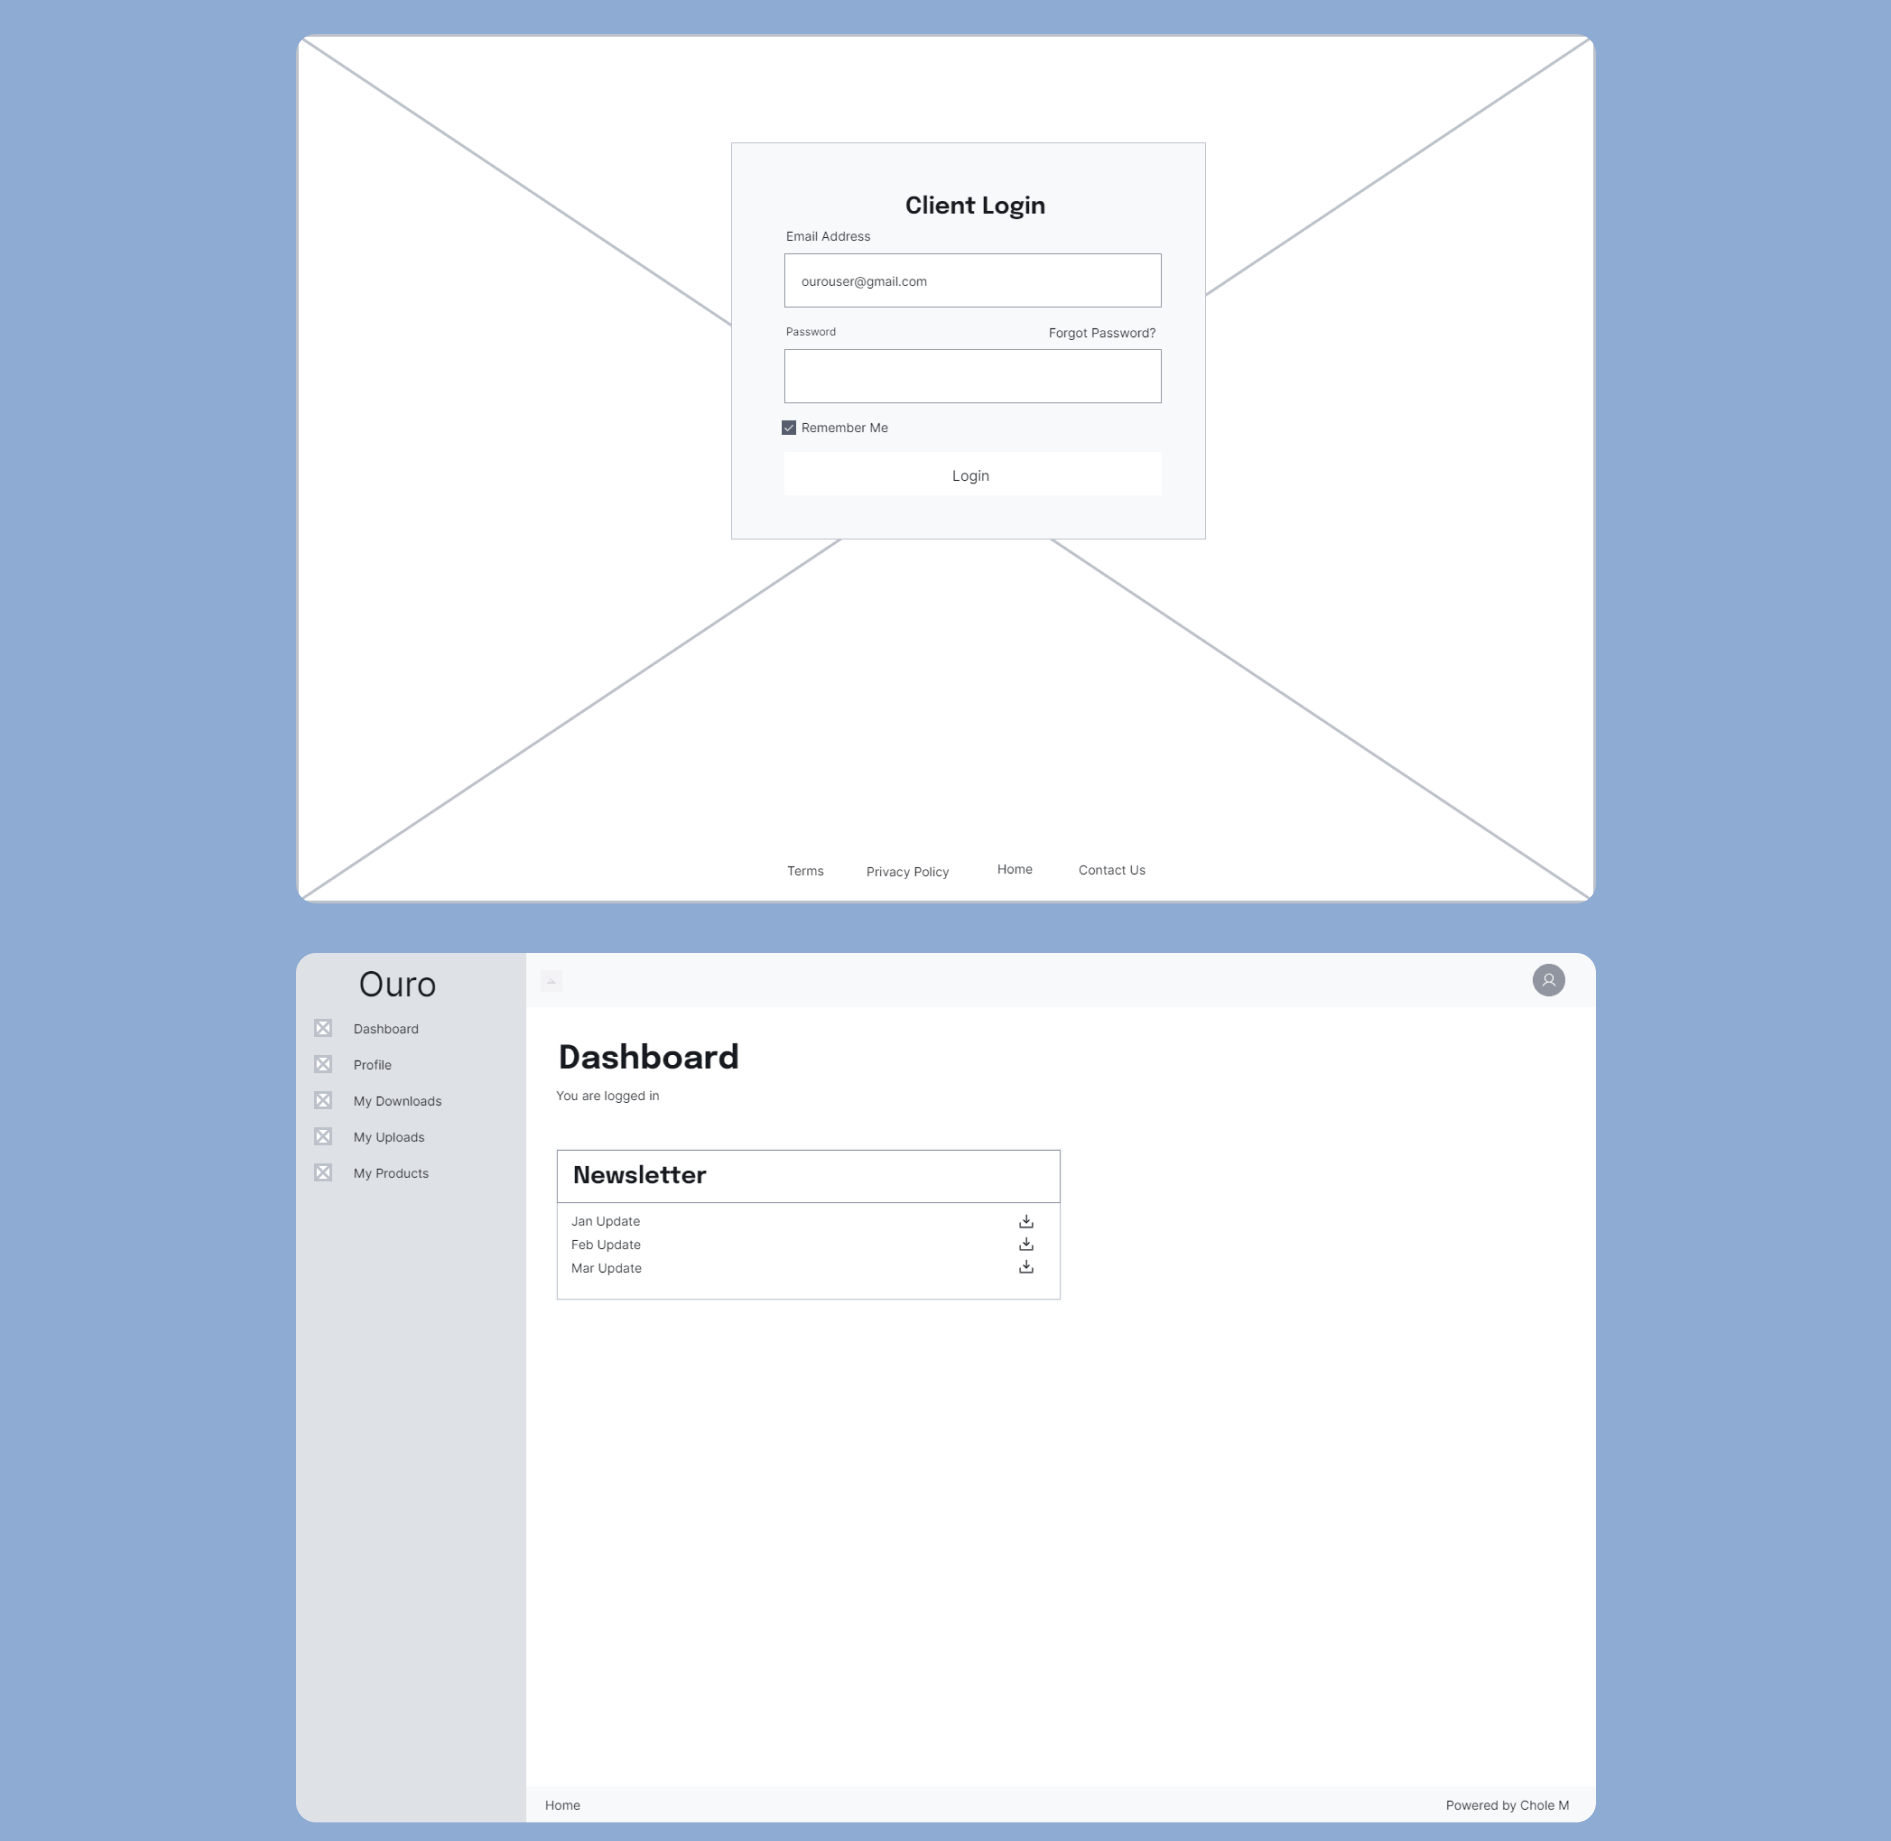 Client Login
Email Address
ourouser@gmail.com
Password Forgot Password?
Remember Me
Login
Terms Privacy Policy Home Contact Us
Ouro
Dashboard
Profile
My Downloads
My Uploads
My Products
Dashboard
You are logged in
Newsletter
Jan Update
Feb Update
Mar Update
Home Powered by Chole M